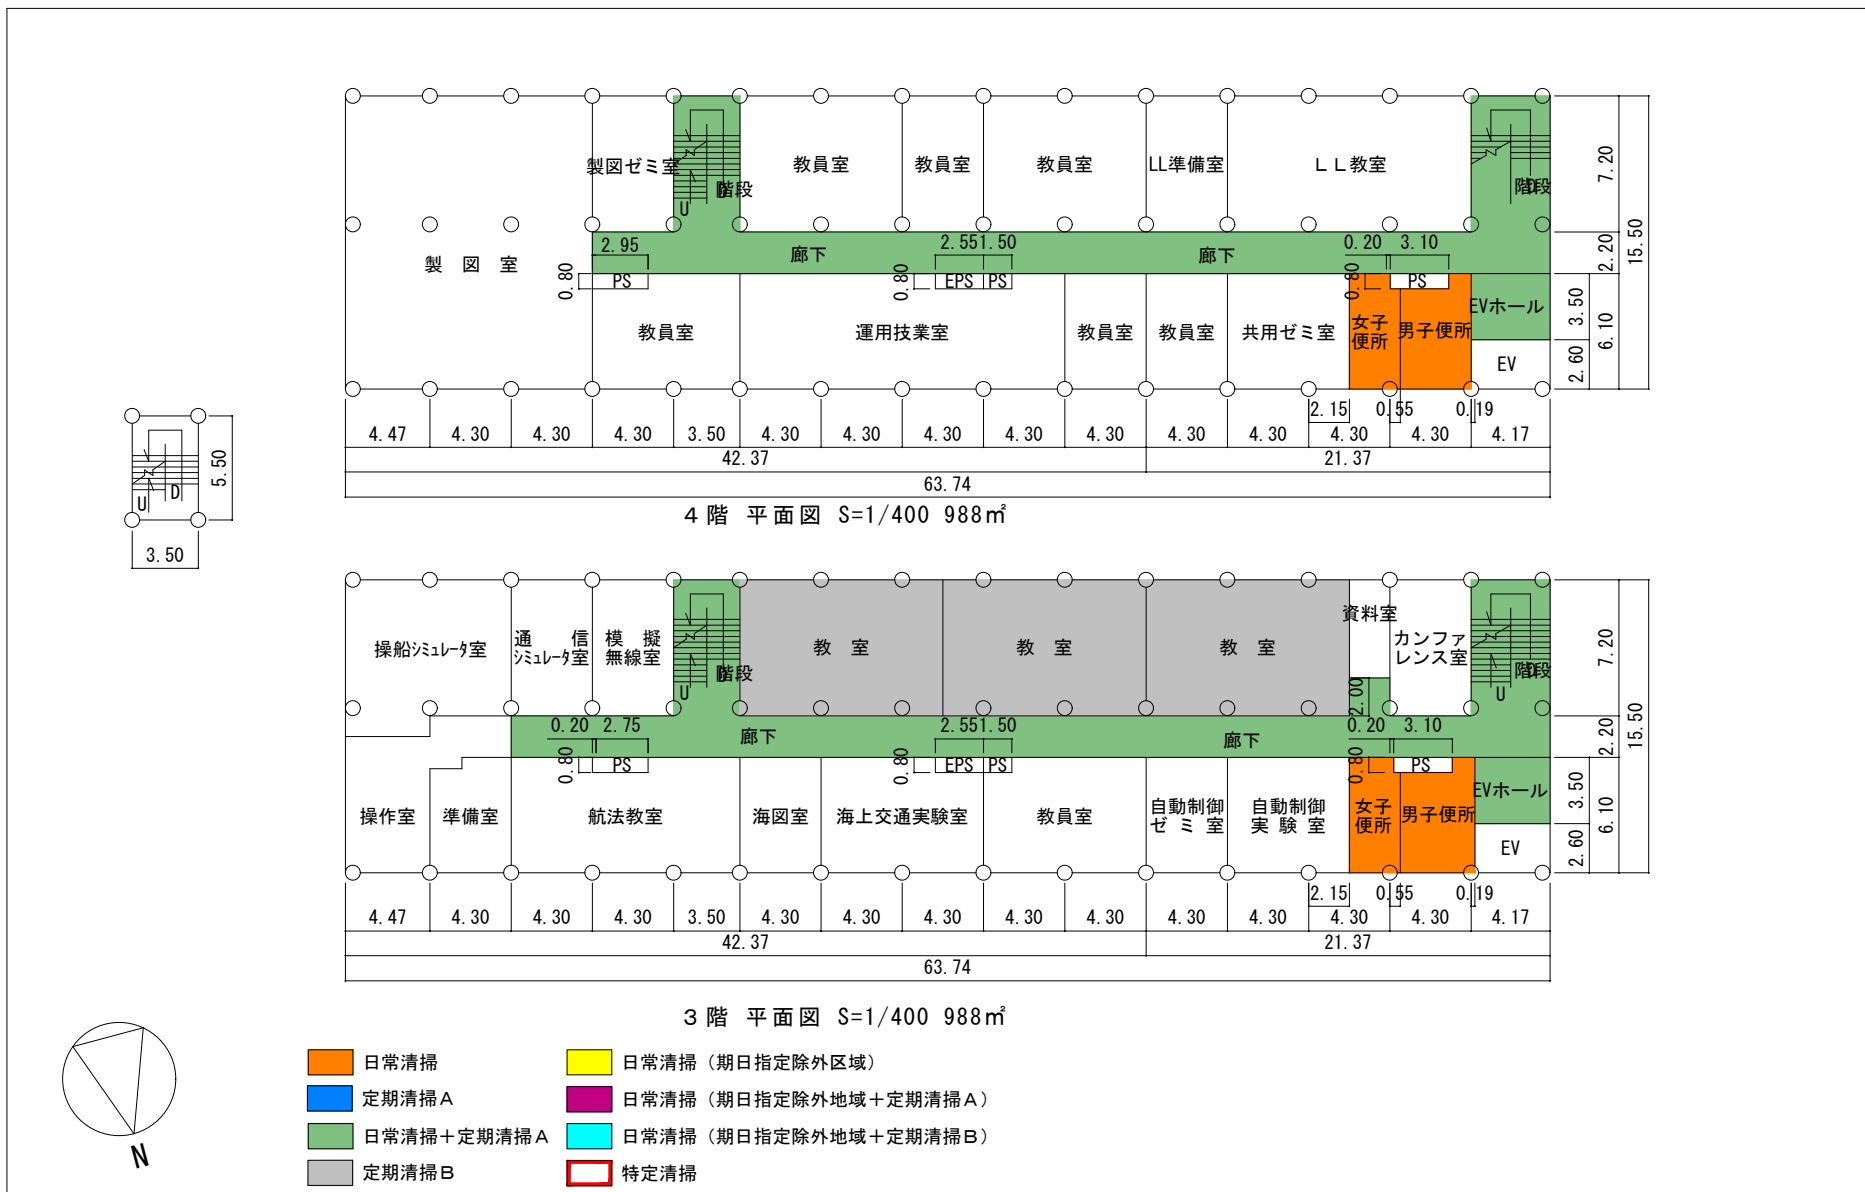 製図ゼミ室
階段
D
U
教員室
教員室
教員室
LL準備室
ＬＬ教室
階段
D
7.20
15.50
2.20
2.95
廊下
2.55
1.50
廊下
0.20
3.10
製　図　室
0.80
PS
0.80
EPS
PS
0.80
PS
EVホール
3.50
6.10
教員室
運用技業室
教員室
教員室
共用ゼミ室
女子
便所
男子便所
EV
2.60
2.15
0.55
0.19
4.47
4.30
4.30
4.30
3.50
4.30
4.30
4.30
4.30
4.30
4.30
4.30
4.30
4.30
4.17
42.37
21.37
63.74
４階 平面図 S=1/400 988㎡
U
D
5.50
3.50
操船ｼﾐｭﾚｰﾀ室
通　信
ｼﾐｭﾚｰﾀ室
模　擬
無線室
階段
D
U
教　室
教　室
教　室
資料室
カンファ
レンス室
階段
D
U
7.20
15.50
2.20
2.00
0.20
2.75
廊下
2.55
1.50
廊下
0.20
3.10
0.80
PS
0.80
EPS
PS
0.80
PS
EVホール
3.50
6.10
操作室
準備室
航法教室
海図室
海上交通実験室
教員室
自動制御
ゼ ミ 室
自動制御
実 験 室
女子
便所
男子便所
EV
2.60
2.15
0.55
0.19
4.47
4.30
4.30
4.30
3.50
4.30
4.30
4.30
4.30
4.30
4.30
4.30
4.30
4.30
4.17
42.37
21.37
63.74
３階 平面図 S=1/400 988㎡
N
日常清掃
定期清掃Ａ
日常清掃＋定期清掃Ａ
定期清掃Ｂ
日常清掃（期日指定除外区域）
日常清掃（期日指定除外地域＋定期清掃Ａ）
日常清掃（期日指定除外地域＋定期清掃Ｂ）
特定清掃